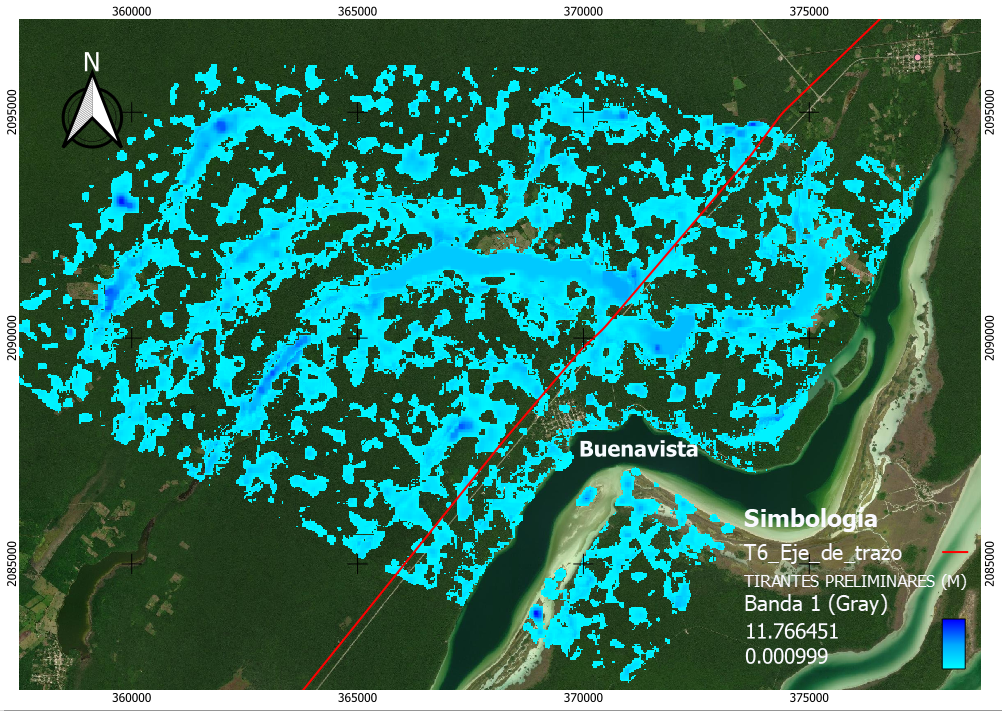 360000 365000 370000 375000
N
2095000 2095000
2090000 2090000
Buenavista
Simbología
T6_Eje_de_trazo
2085000 2085000
TIRANTES PRELIMINARES (M)
Banda 1 (Gray)
11.766451
0.000999
360000 365000 370000 375000